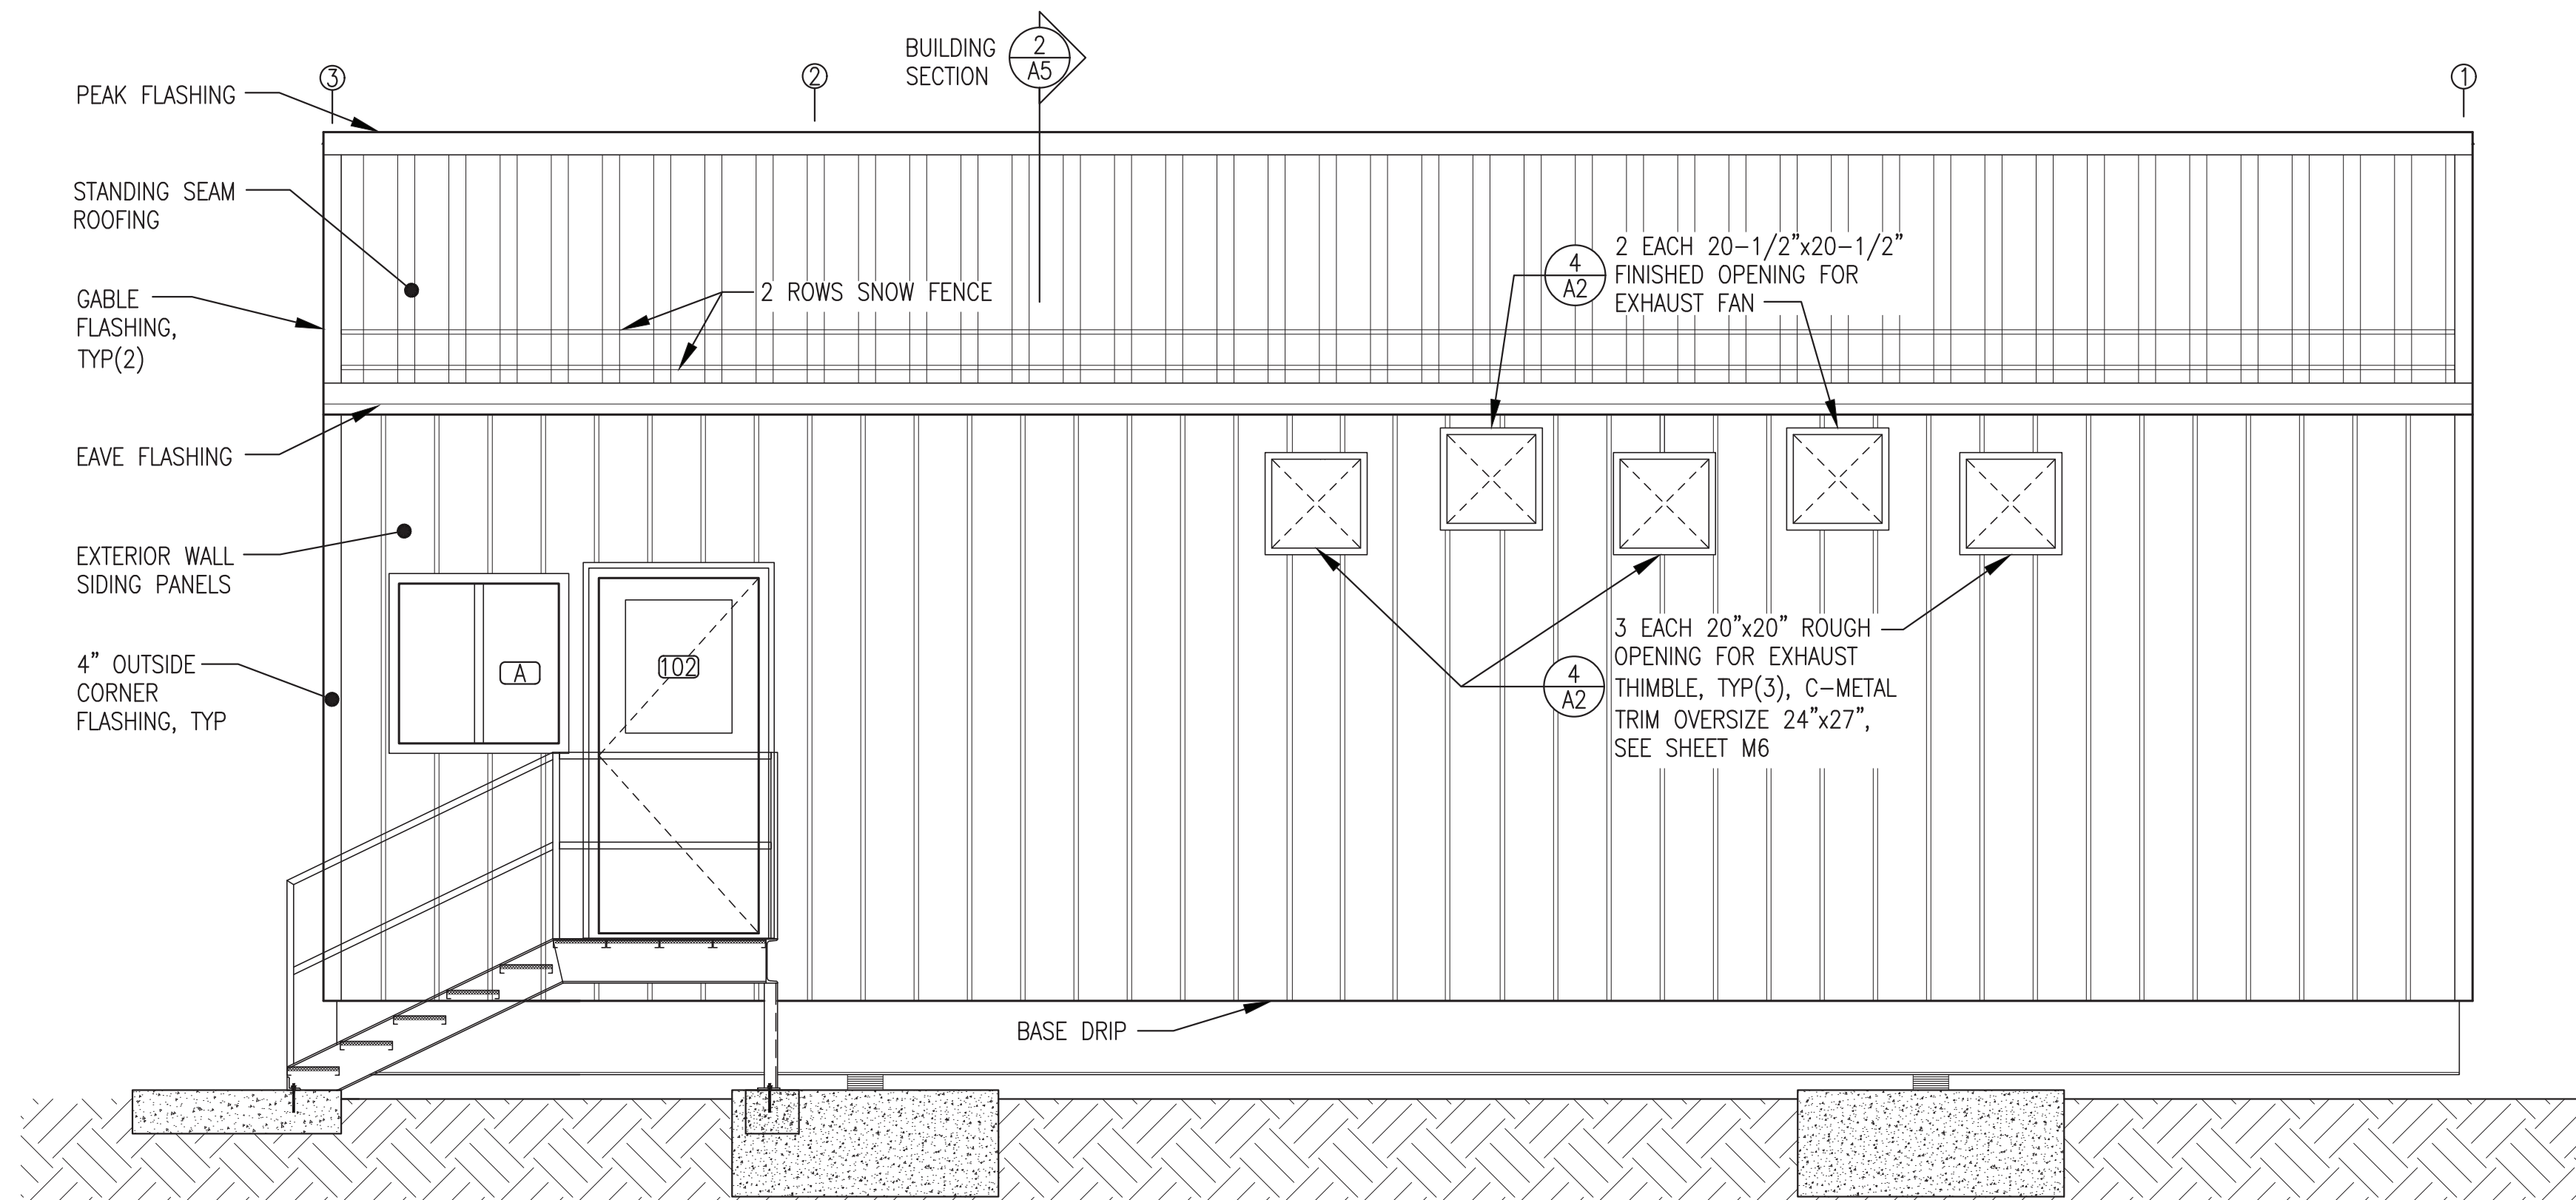 BUILDING
SECTION
2
A5
3
2
1
PEAK FLASHING
STANDING SEAM
ROOFING
GABLE
FLASHING,
TYP(2)
2 ROWS SNOW FENCE
4
A2
2 EACH 20-1/2"x20-1/2"
FINISHED OPENING FOR
EXHAUST FAN
EAVE FLASHING
EXTERIOR WALL
SIDING PANELS
4" OUTSIDE
CORNER
FLASHING, TYP
A
102
4
A2
3 EACH 20"x20" ROUGH
OPENING FOR EXHAUST
THIMBLE, TYP(3), C-METAL
TRIM OVERSIZE 24"x27",
SEE SHEET M6
BASE DRIP